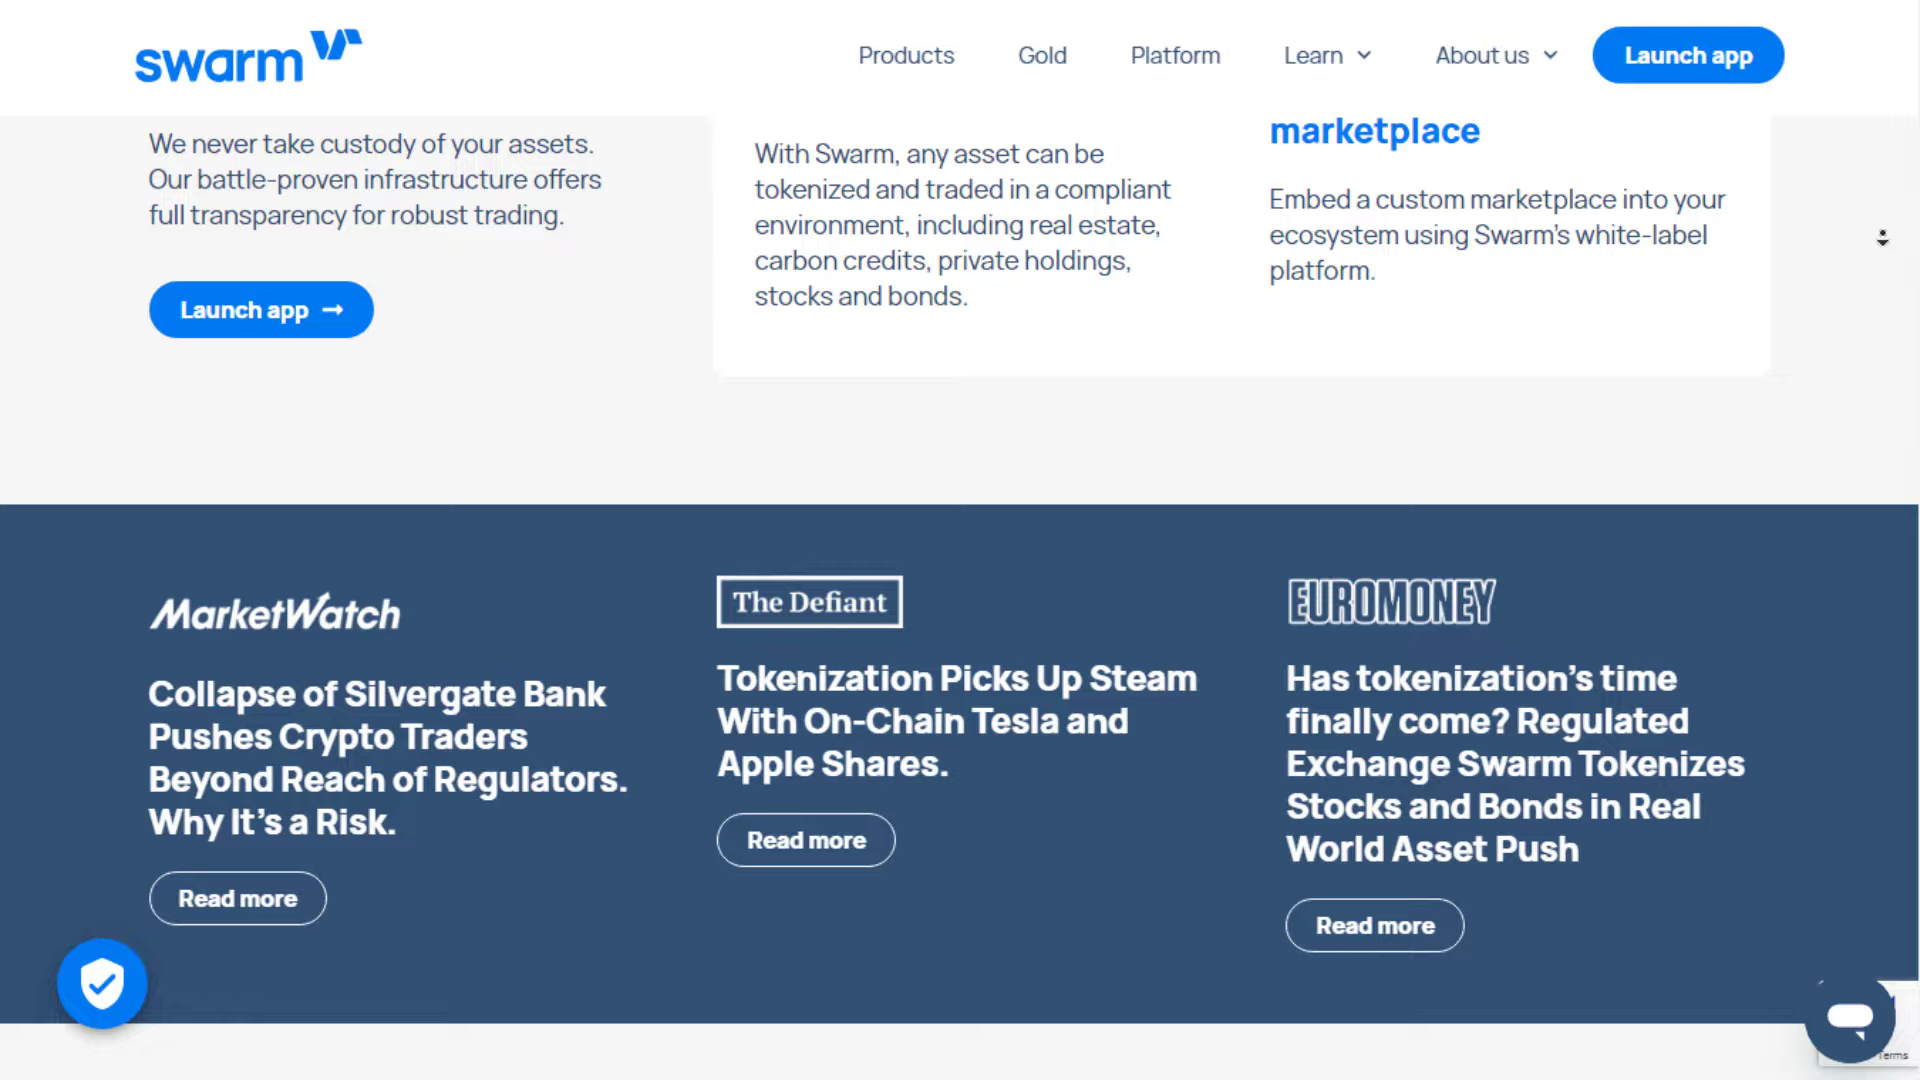 swarm
Products
Gold
Platform
Learn
About us
Launch app
We never take custody of your assets.
Our battle-proven infrastructure offers
full transparency for robust trading.
Launch app
With Swarm, any asset can be
tokenized and traded in a compliant
environment, including real estate,
carbon credits, private holdings,
stocks and bonds.
marketplace
Embed a custom marketplace into your
ecosystem using Swarm’s white-label
platform.
MarketWatch
Collapse of Silvergate Bank
Pushes Crypto Traders
Beyond Reach of Regulators.
Why It’s a Risk.
Read more
The Defiant
Tokenization Picks Up Steam
With On-Chain Tesla and
Apple Shares.
Read more
EUROMONEY
Has tokenization’s time
finally come? Regulated
Exchange Swarm Tokenizes
Stocks and Bonds in Real
World Asset Push
Read more
Terms